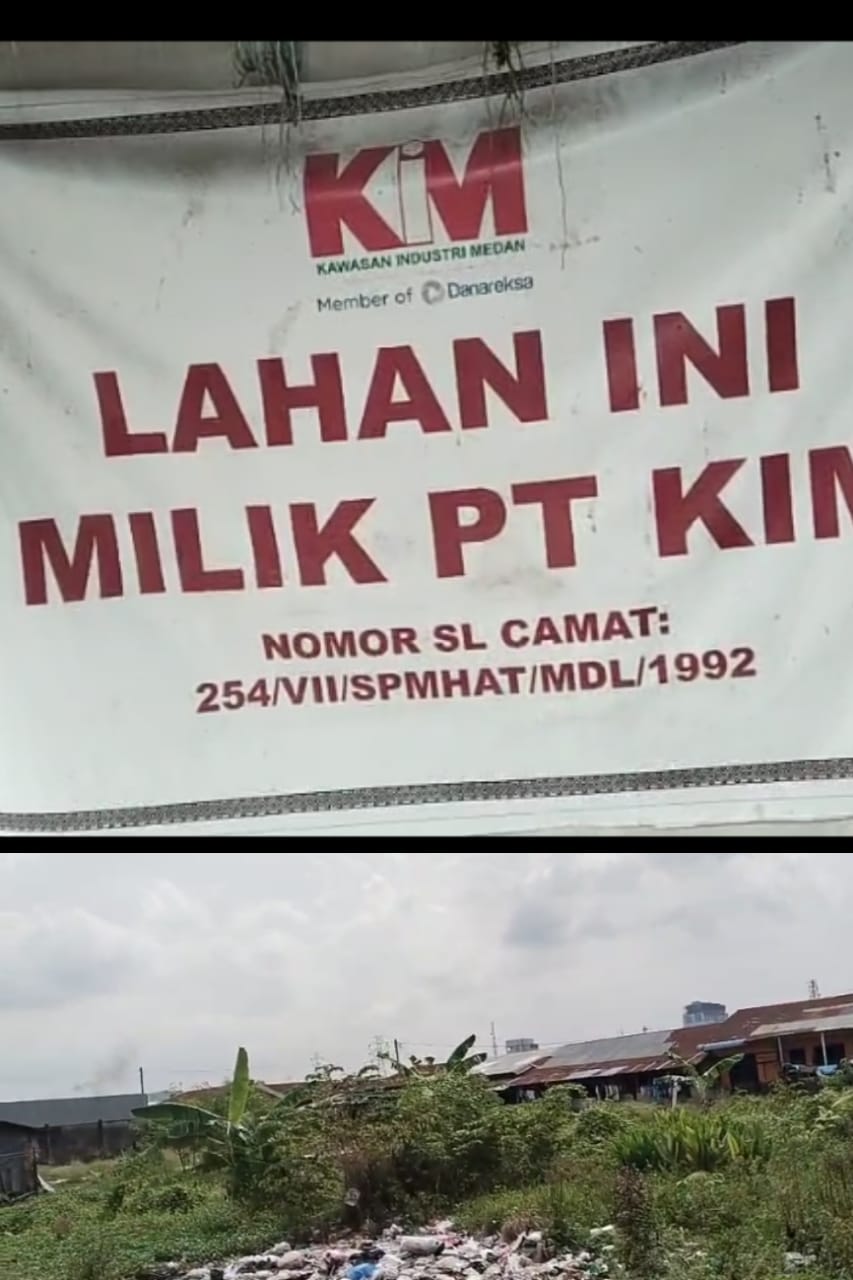 KiM
KAWASAN INDUSTRI MEDAN
Member of Danareksa
LAHAN INI
MILIK PT KIM
NOMOR SL CAMAT:
254/VII/SPMHAT/MDL/1992